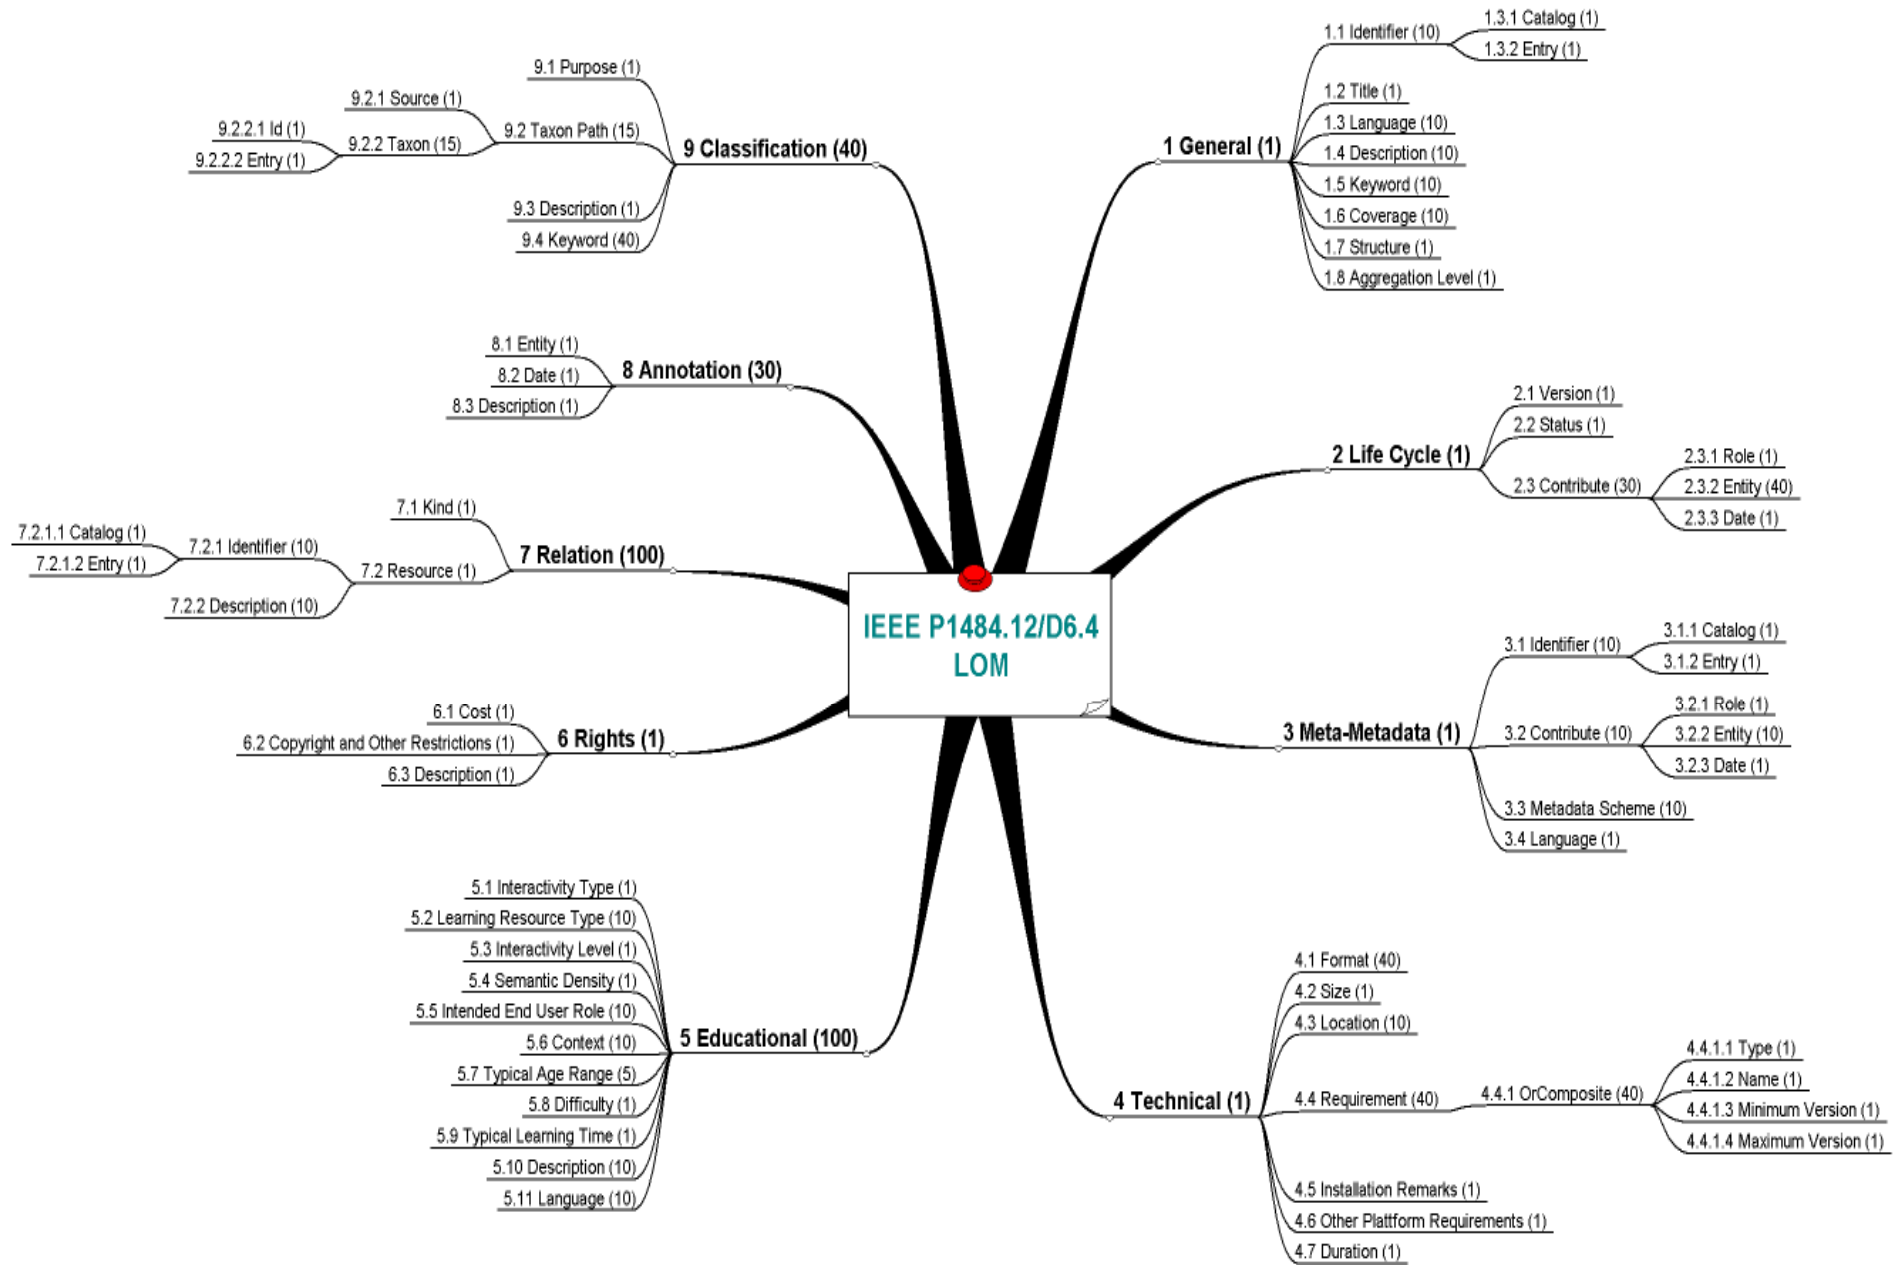 IEEE P1484.12/D6.4
LOM
1 General (1)
1.1 Identifier (10)
1.3.1 Catalog (1)
1.3.2 Entry (1)
1.2 Title (1)
1.3 Language (10)
1.4 Description (10)
1.5 Keyword (10)
1.6 Coverage (10)
1.7 Structure (1)
1.8 Aggregation Level (1)
2 Life Cycle (1)
2.1 Version (1)
2.2 Status (1)
2.3 Contribute (30)
2.3.1 Role (1)
2.3.2 Entity (40)
2.3.3 Date (1)
3 Meta-Metadata (1)
3.1 Identifier (10)
3.1.1 Catalog (1)
3.1.2 Entry (1)
3.2 Contribute (10)
3.2.1 Role (1)
3.2.2 Entity (10)
3.2.3 Date (1)
3.3 Metadata Scheme (10)
3.4 Language (1)
4 Technical (1)
4.1 Format (40)
4.2 Size (1)
4.3 Location (10)
4.4 Requirement (40)
4.4.1 OrComposite (40)
4.4.1.1 Type (1)
4.4.1.2 Name (1)
4.4.1.3 Minimum Version (1)
4.4.1.4 Maximum Version (1)
4.5 Installation Remarks (1)
4.6 Other Plattform Requirements (1)
4.7 Duration (1)
5 Educational (100)
5.1 Interactivity Type (1)
5.2 Learning Resource Type (10)
5.3 Interactivity Level (1)
5.4 Semantic Density (1)
5.5 Intended End User Role (10)
5.6 Context (10)
5.7 Typical Age Range (5)
5.8 Difficulty (1)
5.9 Typical Learning Time (1)
5.10 Description (10)
5.11 Language (10)
6 Rights (1)
6.1 Cost (1)
6.2 Copyright and Other Restrictions (1)
6.3 Description (1)
7 Relation (100)
7.1 Kind (1)
7.2 Resource (1)
7.2.1 Identifier (10)
7.2.1.1 Catalog (1)
7.2.1.2 Entry (1)
7.2.2 Description (10)
8 Annotation (30)
8.1 Entity (1)
8.2 Date (1)
8.3 Description (1)
9 Classification (40)
9.1 Purpose (1)
9.2 Taxon Path (15)
9.2.1 Source (1)
9.2.2 Taxon (15)
9.2.2.1 Id (1)
9.2.2.2 Entry (1)
9.3 Description (1)
9.4 Keyword (40)